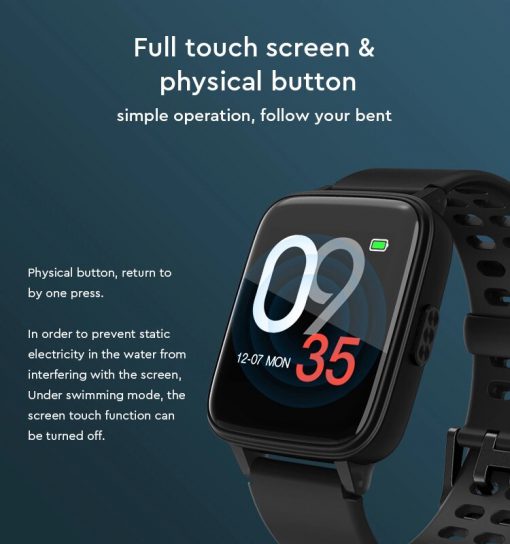 Full touch screen &
physical button
simple operation, follow your bent
Physical button, return to
by one press.
In order to prevent static
electricity in the water from
interfering with the screen,
Under swimming mode, the
screen touch function can
be turned off.
09
12-07 MON 35